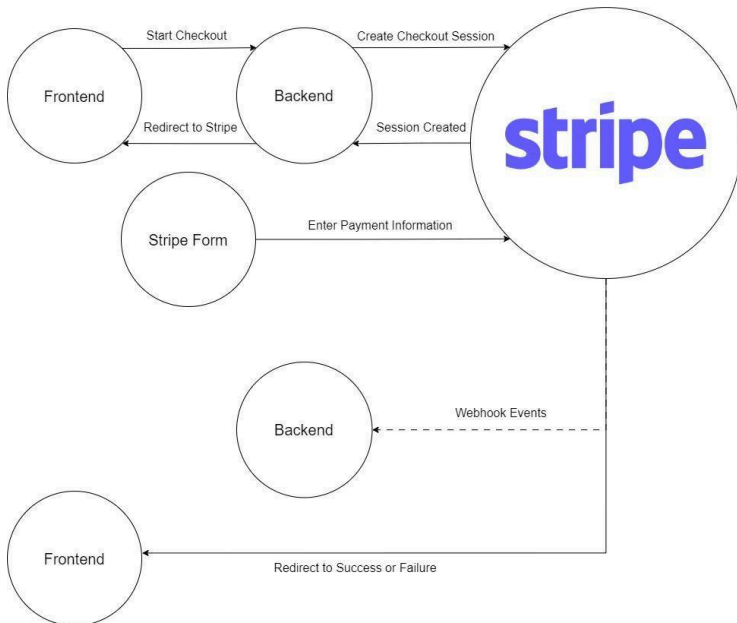 Start Checkout
Create Checkout Session
Frontend
Backend
stripe
Redirect to Stripe
Session Created
Stripe Form
Enter Payment Information
Webhook Events
Backend
Frontend
Redirect to Success or Failure